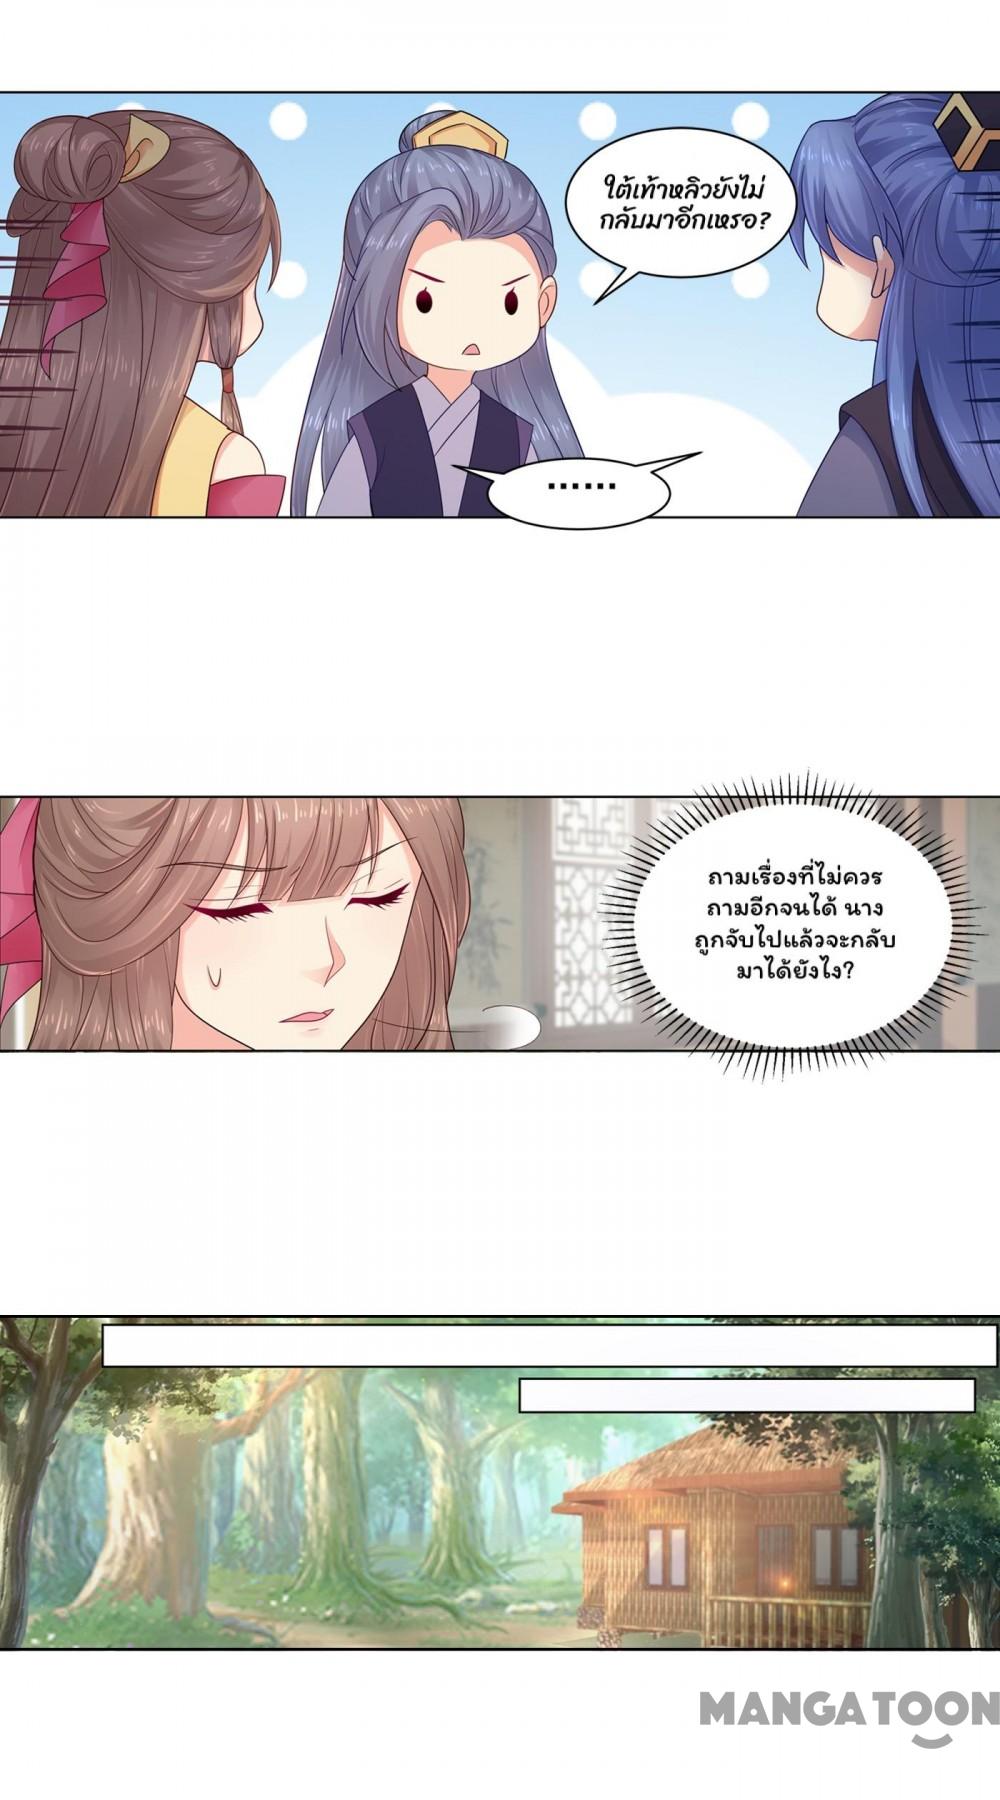 ใต้เท้าหลิวยังไม่
กลับมาอีกเหรอ?
.......
ถามเรื่องที่ไม่ควร
ถามอีกจนได้ นาง
ถูกจับไปแล้วจะกลับ
มาได้ยังไง?
MANGATOON